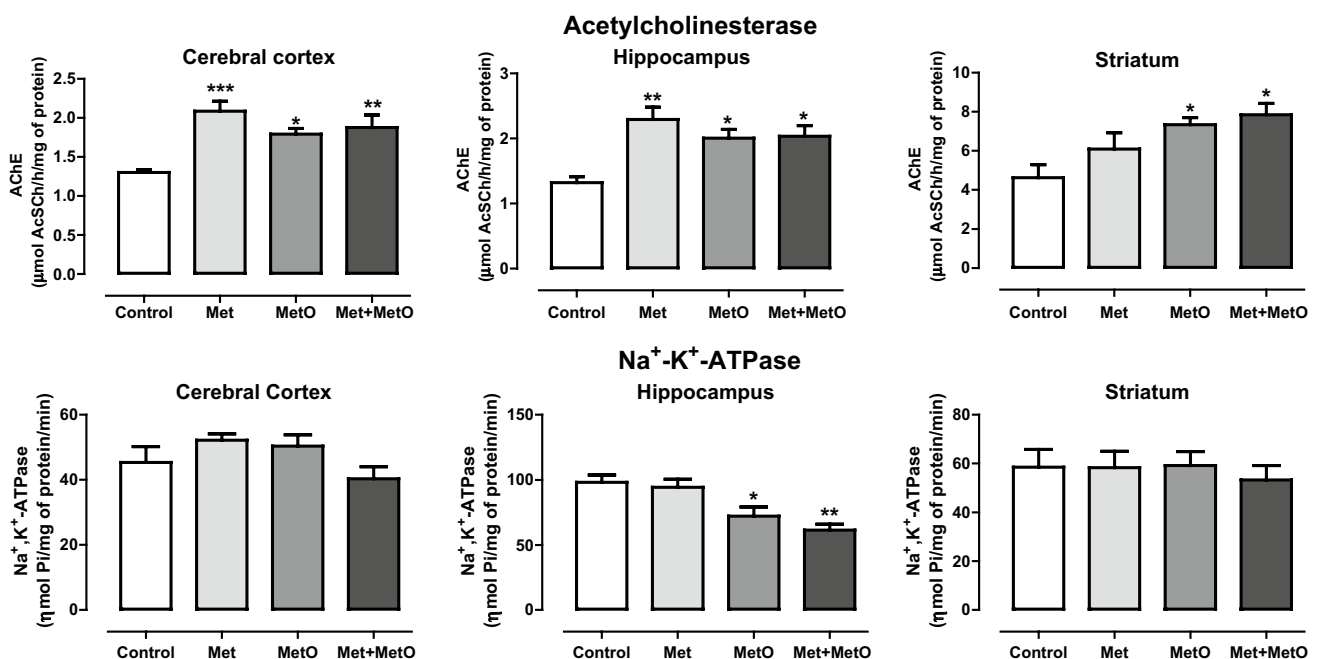 Acetylcholinesterase
Cerebral cortex
AChE
(μmol AcSCh/h/mg of protein)
2.5
2.0
1.5
1.0
0.5
0.0
***
*
**
Control Met MetO Met+MetO
Hippocampus
AChE
(μmol AcSCh/h/mg of protein)
3
2
1
0
**
*
*
Control Met MetO Met+MetO
Striatum
AChE
(μmol AcSCh/h/mg of protein)
10
8
6
4
2
0
*
*
Control Met MetO Met+MetO
Na⁺-K⁺-ATPase
Cerebral Cortex
Na⁺,K⁺-ATPase
(ηmol Pi/mg of protein/min)
60
40
20
0
Control Met MetO Met+MetO
Hippocampus
Na⁺,K⁺-ATPase
(ηmol Pi/mg of protein/min)
150
100
50
0
*
**
Control Met MetO Met+MetO
Striatum
Na⁺,K⁺-ATPase
(ηmol Pi/mg of protein/min)
80
60
40
20
0
Control Met MetO Met+MetO